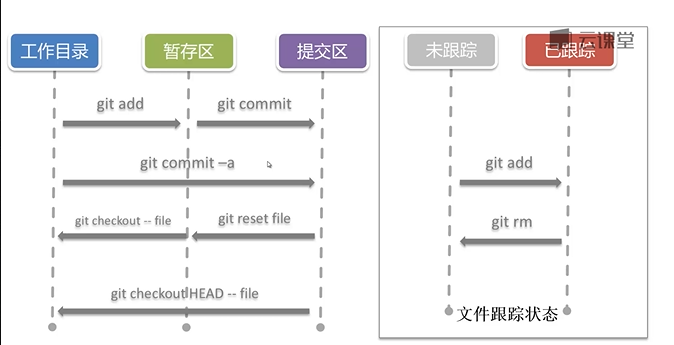 工作目录
暂存区
提交区
git add
git commit
git commit –a
git checkout -- file
git reset file
git checkout HEAD -- file
云课堂
未跟踪
已跟踪
git add
git rm
文件跟踪状态